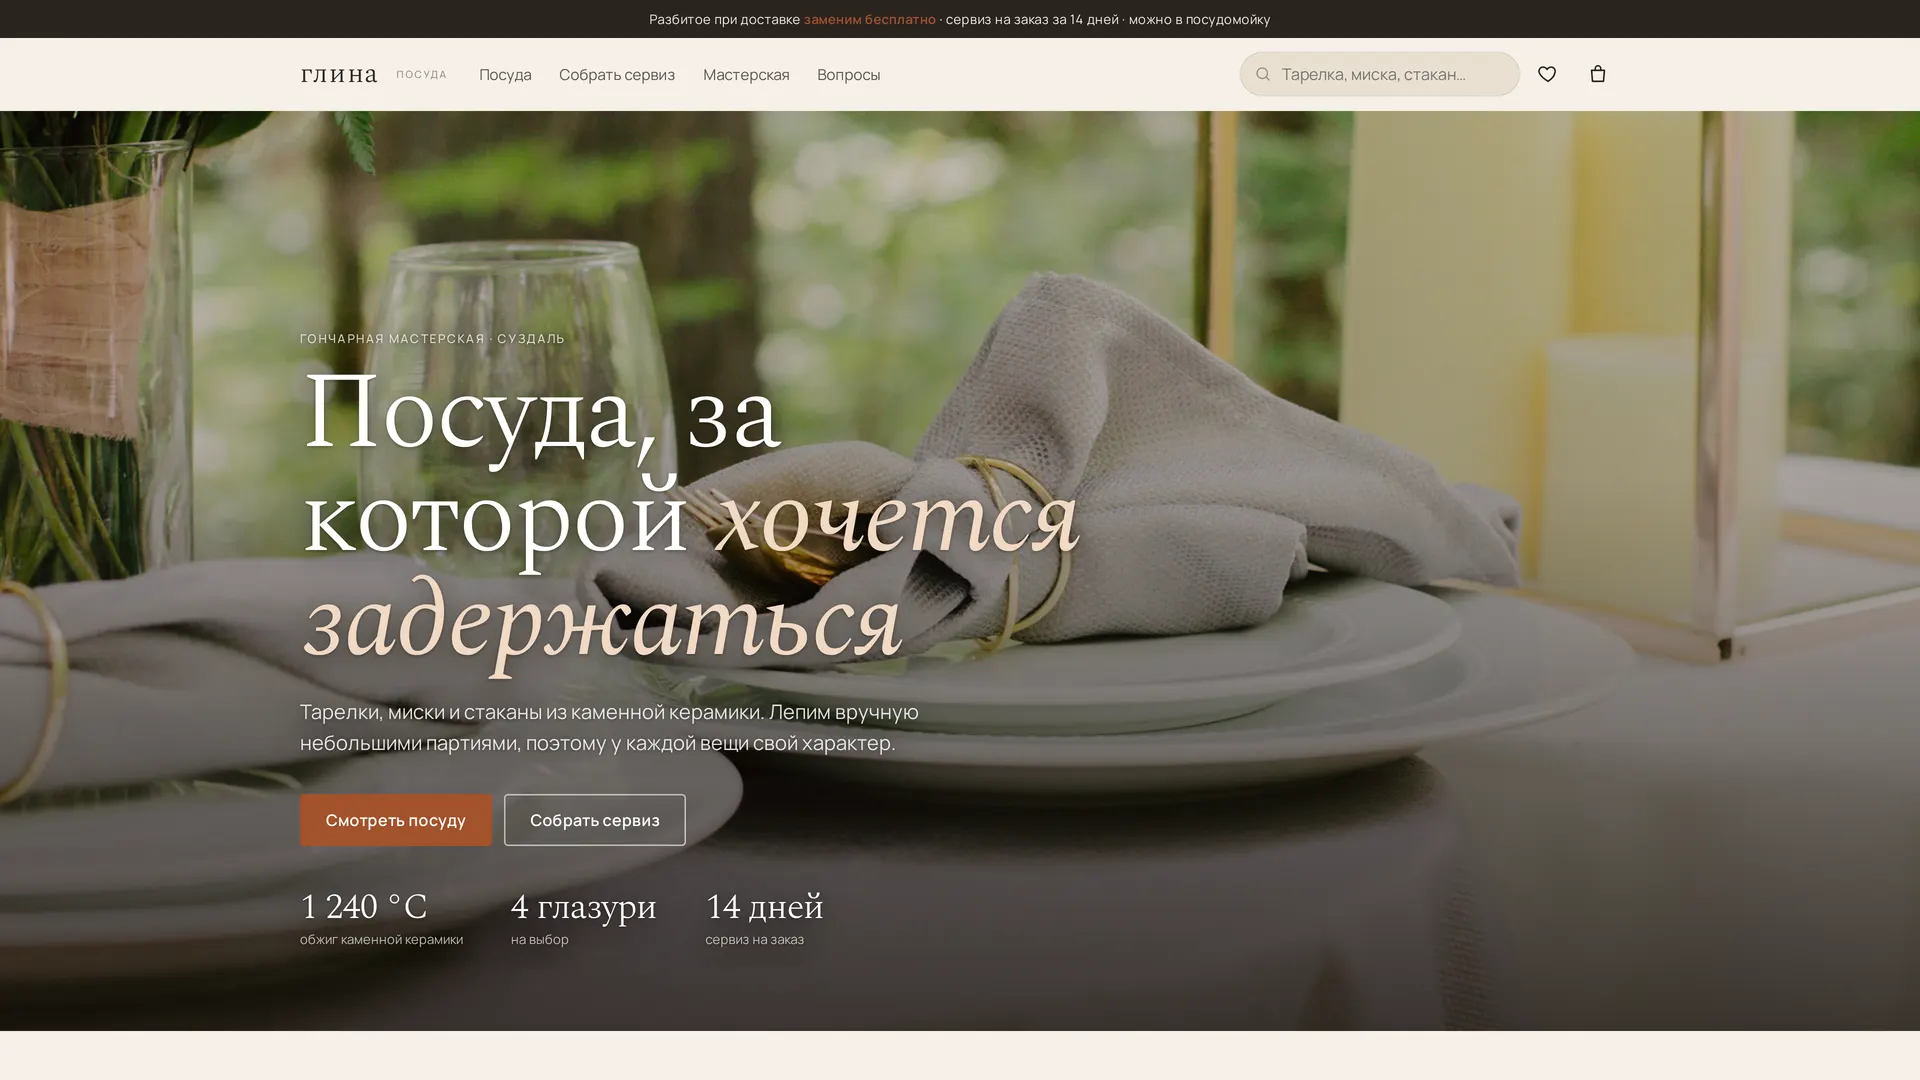 Разбитое при доставке заменим бесплатно · сервиз на заказ за 14 дней · можно в посудомойку
глина ПОСУДА Посуда Собрать сервиз Мастерская Вопросы Тарелка, миска, стакан...
ГОНЧАРНАЯ МАСТЕРСКАЯ · СУЗДАЛЬ
Посуда, за
которой хочется
задержаться
Тарелки, миски и стаканы из каменной керамики. Лепим вручную
небольшими партиями, поэтому у каждой вещи свой характер.
Смотреть посуду Собрать сервиз
1 240 °C 4 глазури 14 дней
обжиг каменной керамики на выбор сервиз на заказ